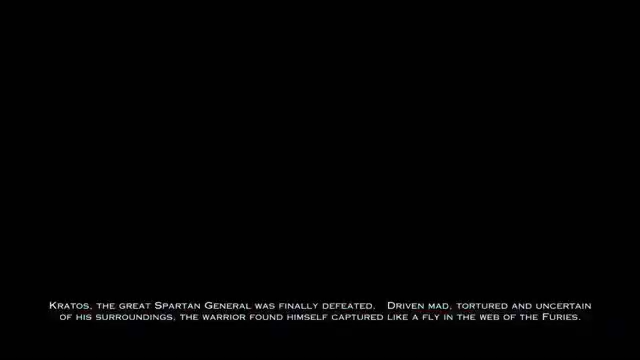 Kratos, the great Spartan General was finally defeated.   Driven mad, tortured and uncertain
of his surroundings, the warrior found himself captured like a fly in the web of the Furies.